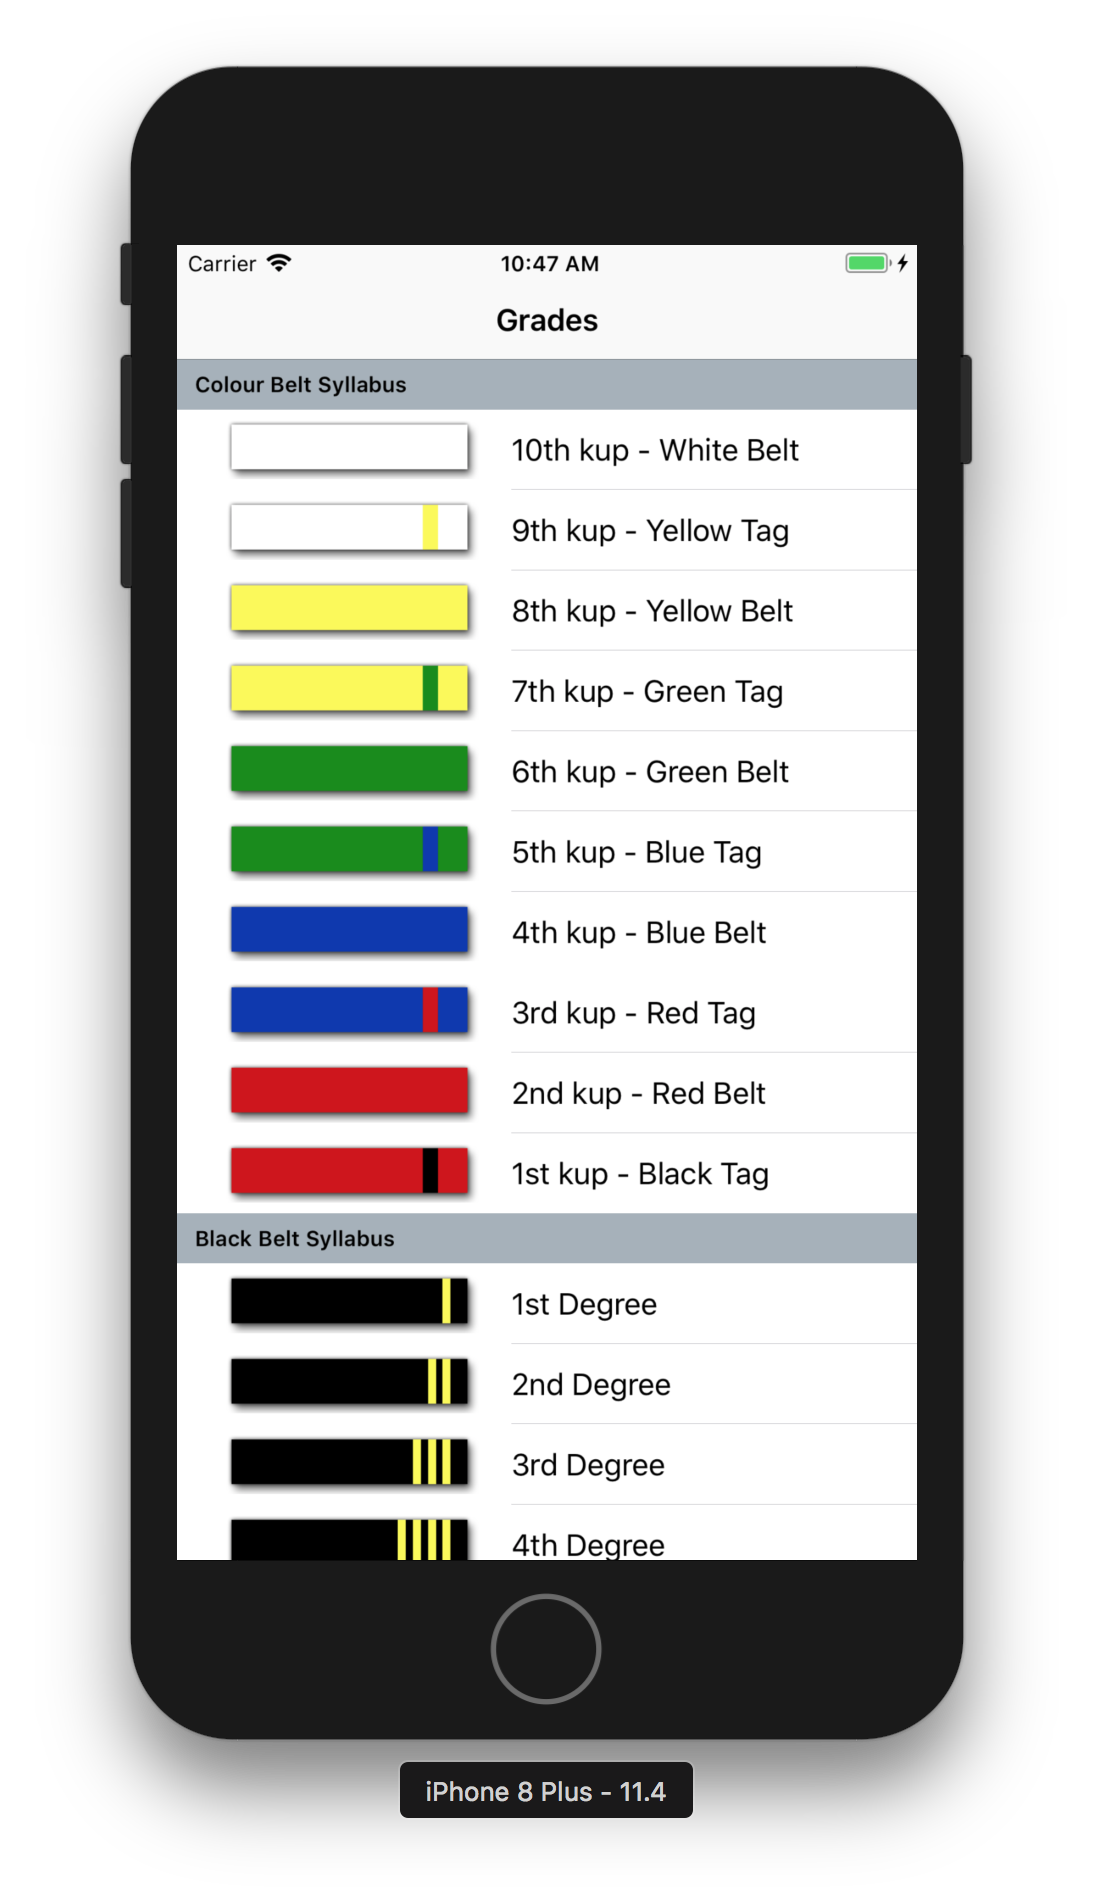 Carrier 10:47 AM
Grades
Colour Belt Syllabus
10th kup - White Belt
9th kup - Yellow Tag
8th kup - Yellow Belt
7th kup - Green Tag
6th kup - Green Belt
5th kup - Blue Tag
4th kup - Blue Belt
3rd kup - Red Tag
2nd kup - Red Belt
1st kup - Black Tag
Black Belt Syllabus
1st Degree
2nd Degree
3rd Degree
4th Degree
iPhone 8 Plus - 11.4